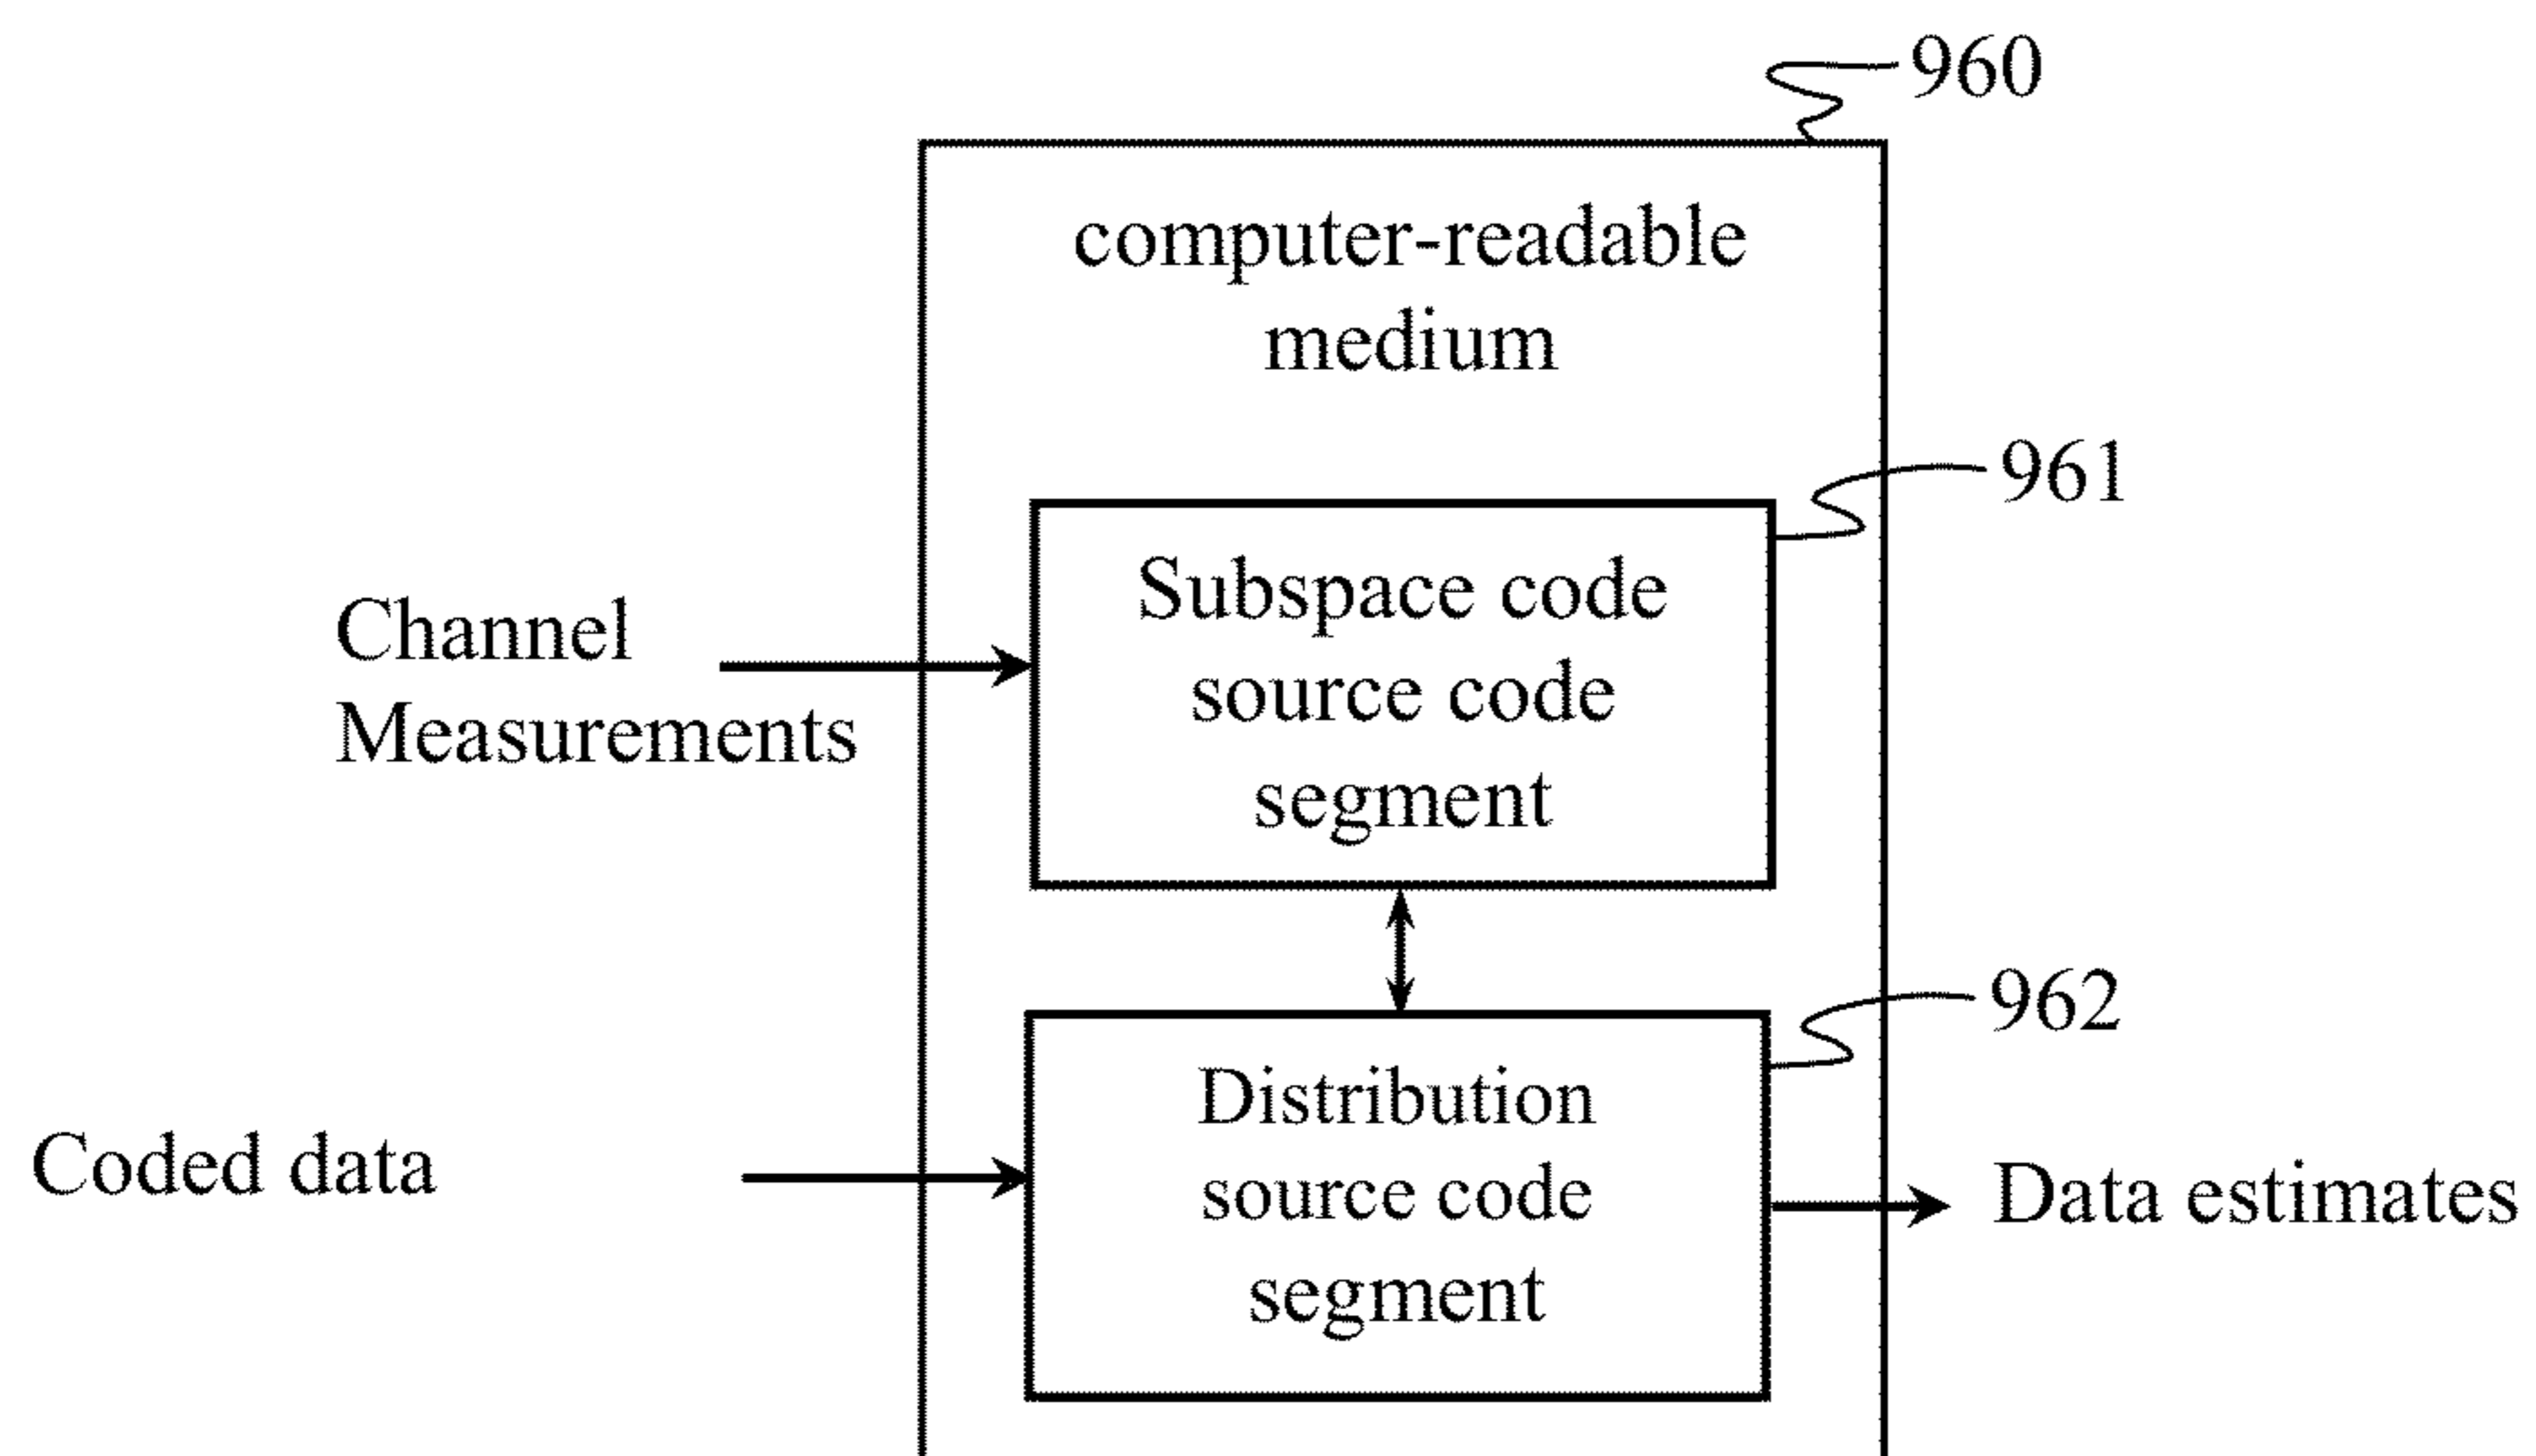 960
computer-readable
medium
961
Subspace code
source code
segment
Channel
Measurements
962
Distribution
source code
segment
Coded data
Data estimates